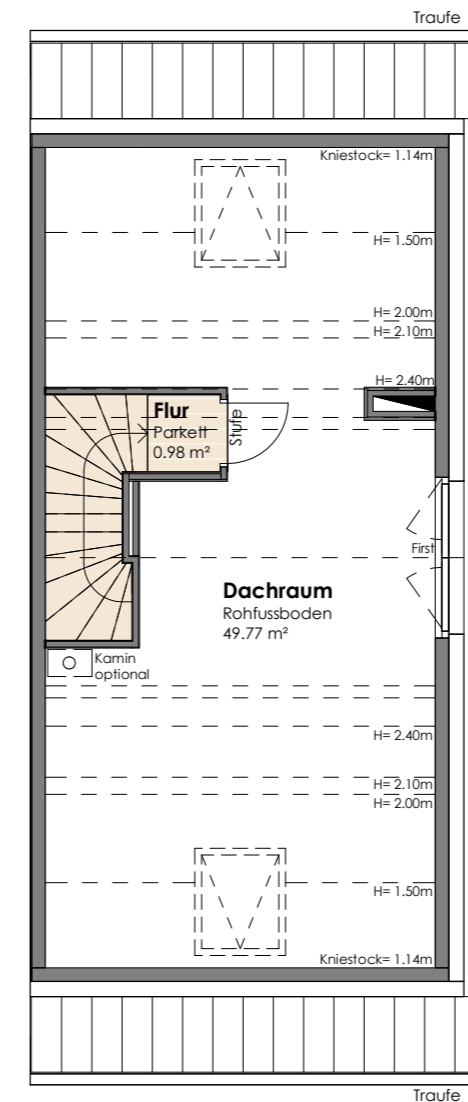 Traufe
Kniestock= 1.14m
H= 1.50m
H= 2.00m
H= 2.10m
H= 2.40m
Flur
Parkett
0.98 m²
Stufe
First
Dachraum
Rohfussboden
49.77 m²
Kamin
optional
H= 2.40m
H= 2.10m
H= 2.00m
H= 1.50m
Kniestock= 1.14m
Traufe